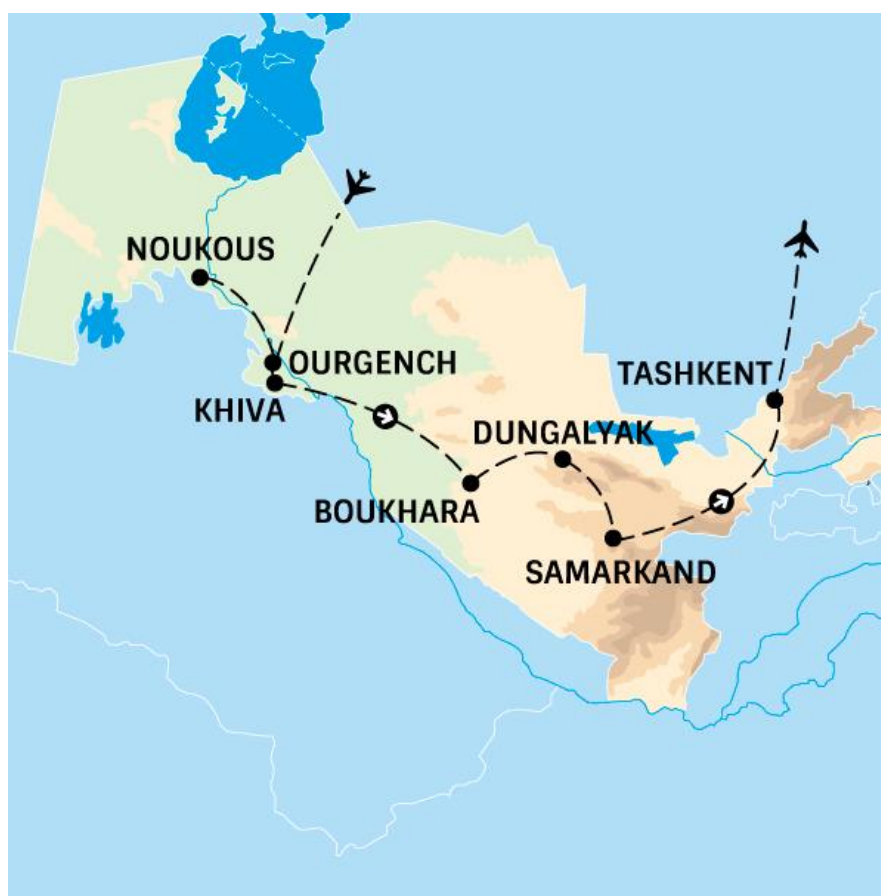 NOUKOUS
OURGENCH
KHIVA
TASHKENT
DUNGALYAK
BOUKHARA
SAMARKAND